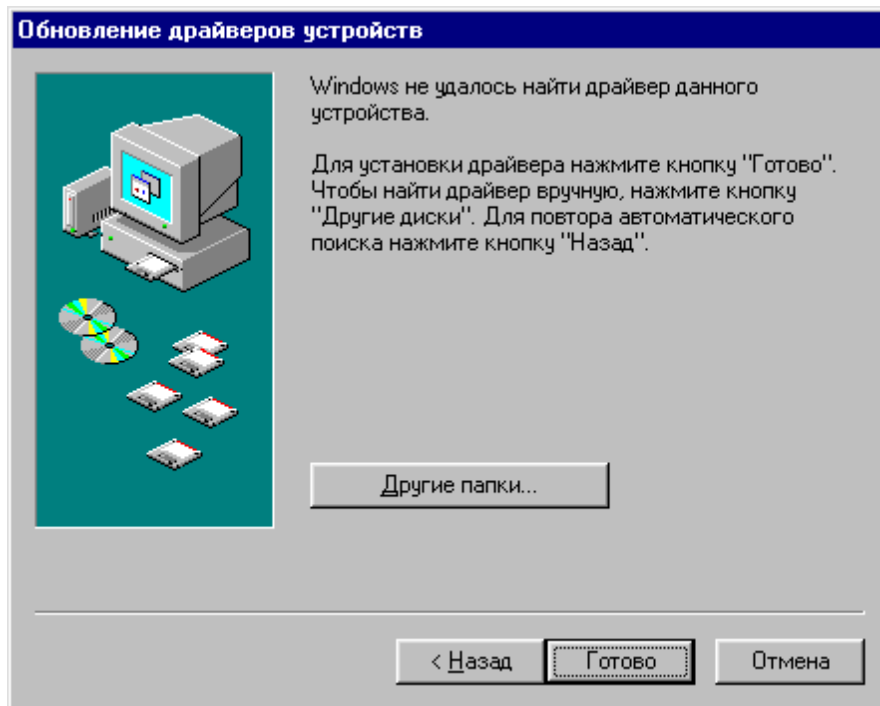 Обновление драйверов устройств
Windows не удалось найти драйвер данного
устройства.
Для установки драйвера нажмите кнопку "Готово".
Чтобы найти драйвер вручную, нажмите кнопку
"Другие диски". Для повтора автоматического
поиска нажмите кнопку "Назад".
Другие папки...
< Назад
Готово
Отмена